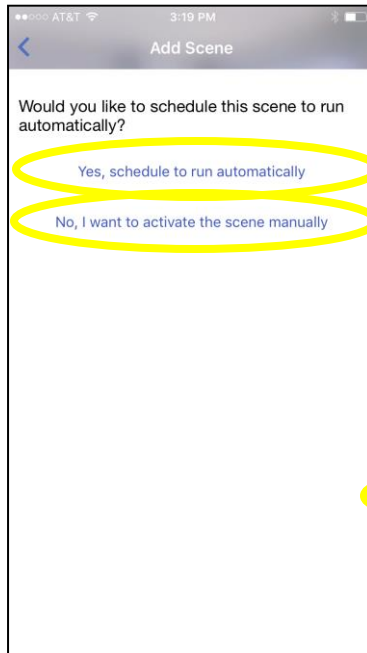 ●●○○○ AT&T 3:19 PM
Add Scene
Would you like to schedule this scene to run
automatically?
Yes, schedule to run automatically
No, I want to activate the scene manually